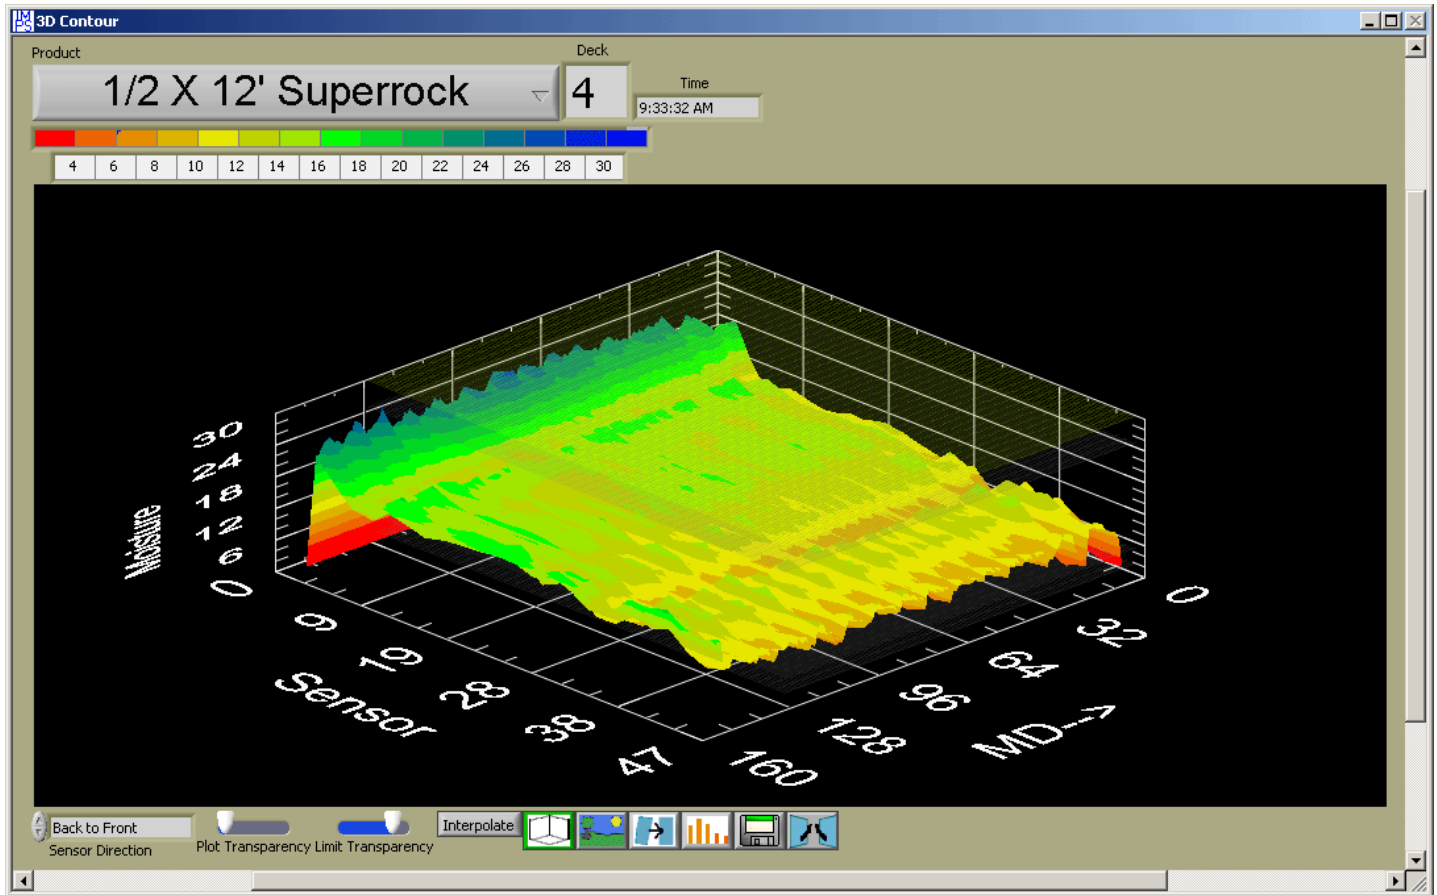 IM
PS
3D Contour
Product
Deck
1/2 X 12' Superrock
4
Time
9:33:32 AM
4 6 8 10 12 14 16 18 20 22 24 26 28 30
30
24
18
12
6
0
Moisture
9
19
28
38
47
Sensor
0
32
64
96
128
160
MD-->
Back to Front
Sensor Direction
Plot Transparency
Limit Transparency
Interpolate